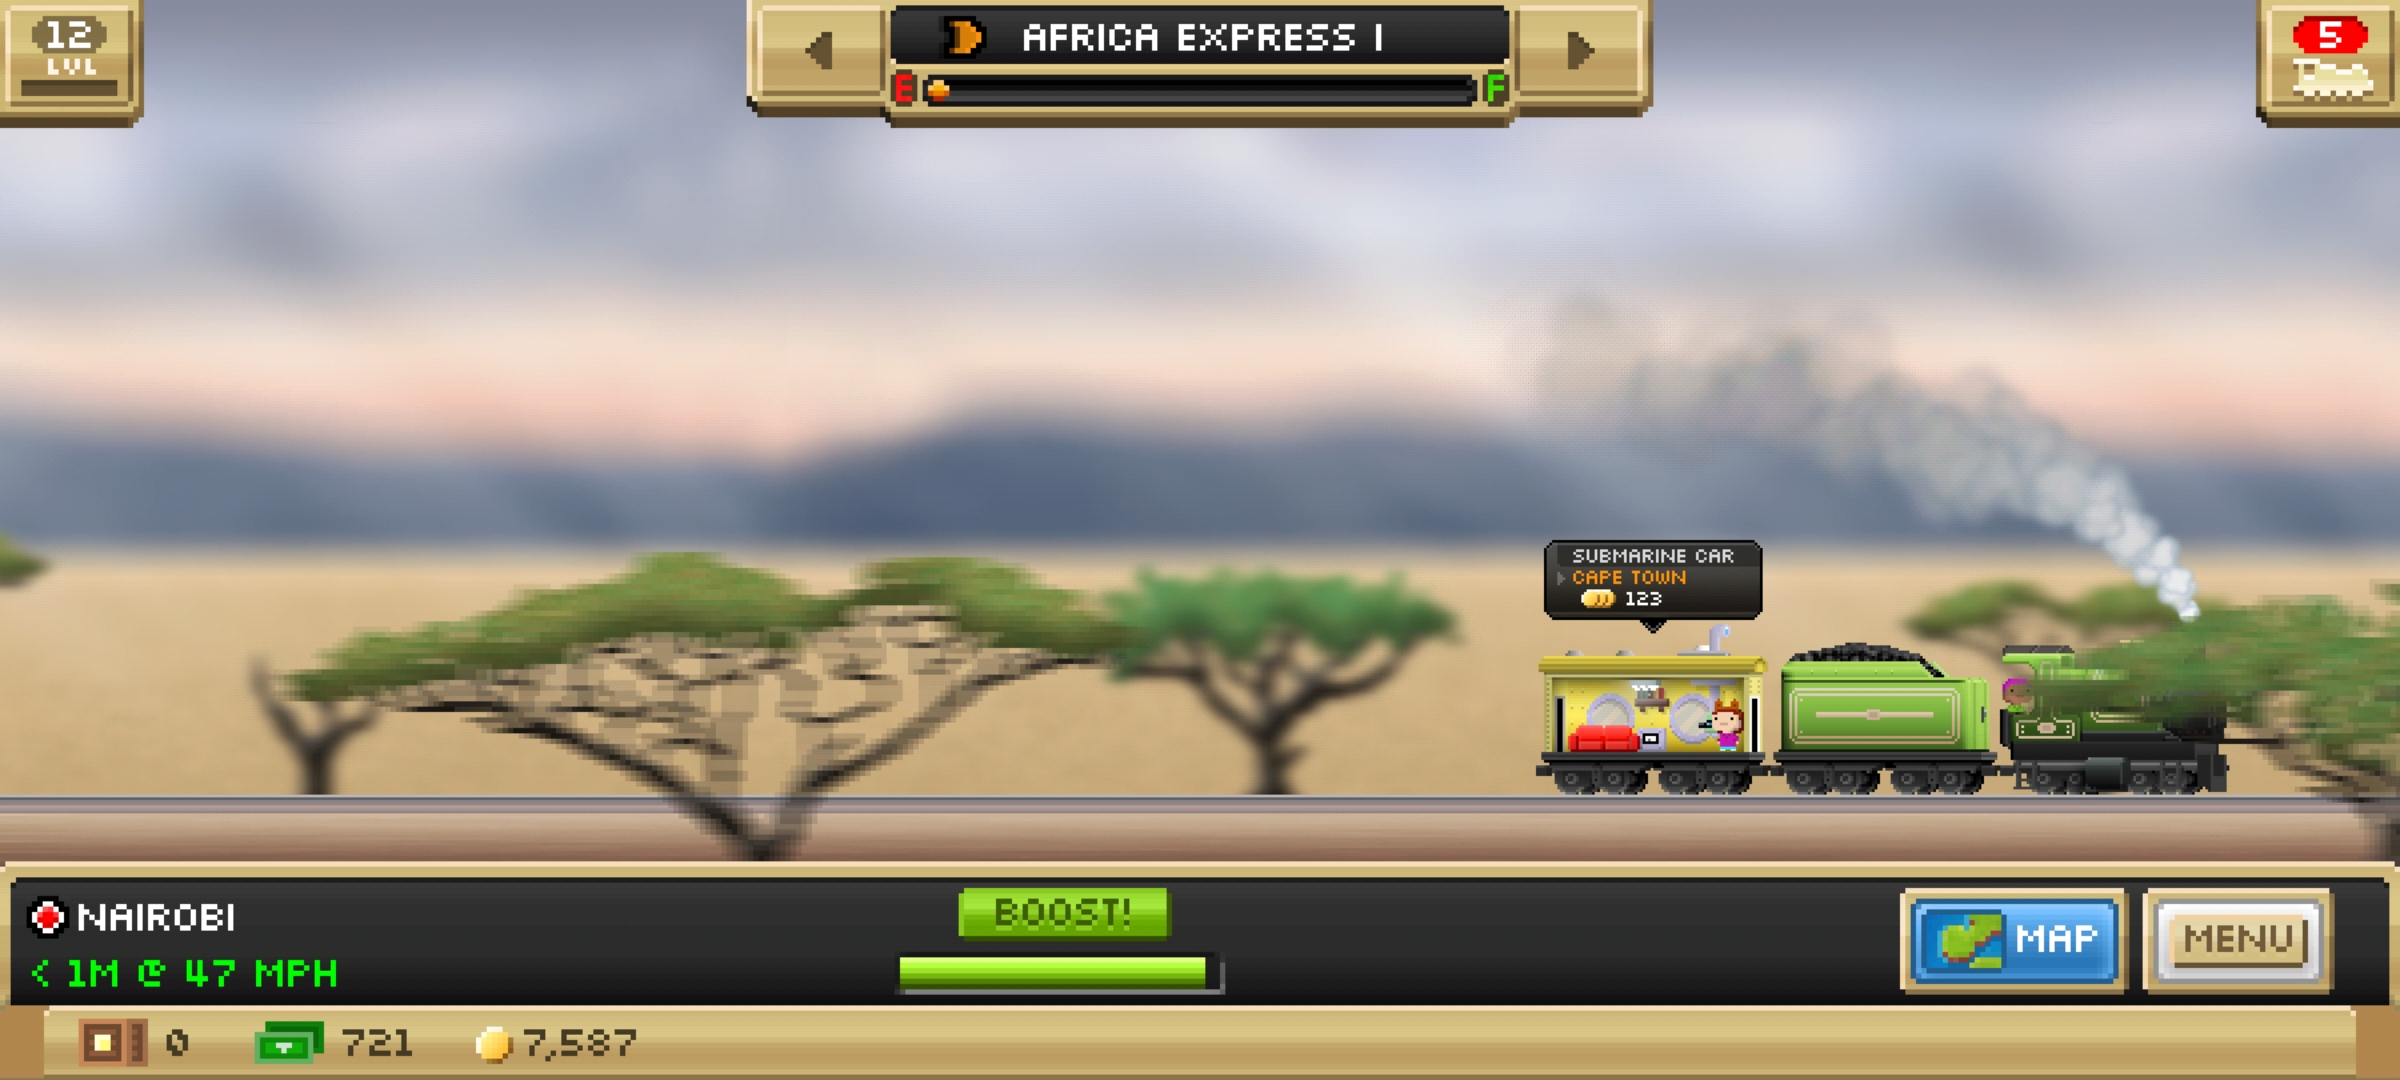 12
LVL
AFRICA EXPRESS I
E F
5
SUBMARINE CAR
CAPE TOWN
123
NAIROBI
< 1M @ 47 MPH
BOOST!
MAP
MENU
0
721
7,587